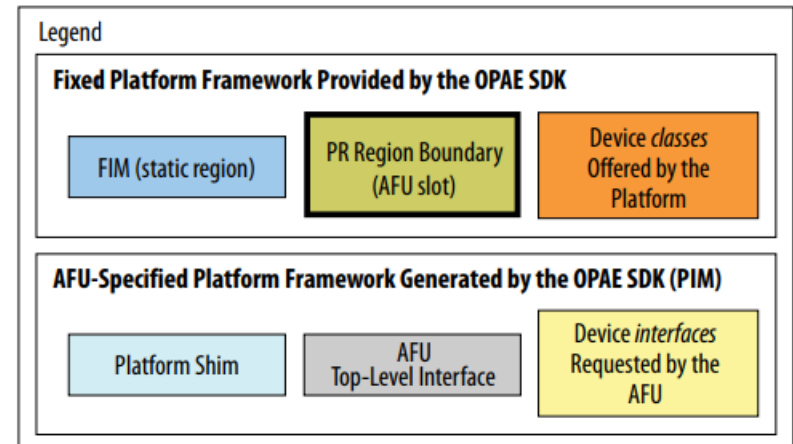 Legend
Fixed Platform Framework Provided by the OPAE SDK
FIM (static region)
PR Region Boundary
(AFU slot)
Device classes
Offered by the
Platform
AFU-Specified Platform Framework Generated by the OPAE SDK (PIM)
Platform Shim
AFU
Top-Level Interface
Device interfaces
Requested by the
AFU